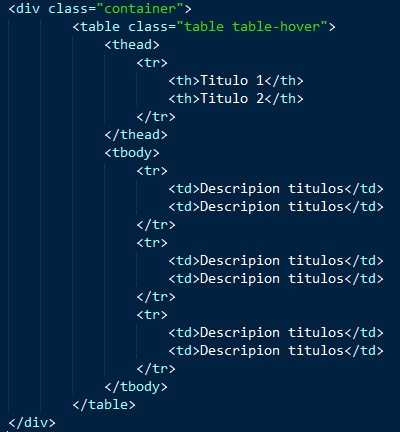 <div class="container">
<table class="table table-hover">
<thead>
<tr>
<th>Titulo 1</th>
<th>Titulo 2</th>
</tr>
</thead>
<tbody>
<tr>
<td>Descripion titulos</td>
<td>Descripion titulos</td>
</tr>
<tr>
<td>Descripion titulos</td>
<td>Descripion titulos</td>
</tr>
<tr>
<td>Descripion titulos</td>
<td>Descripion titulos</td>
</tr>
</tbody>
</table>
</div>